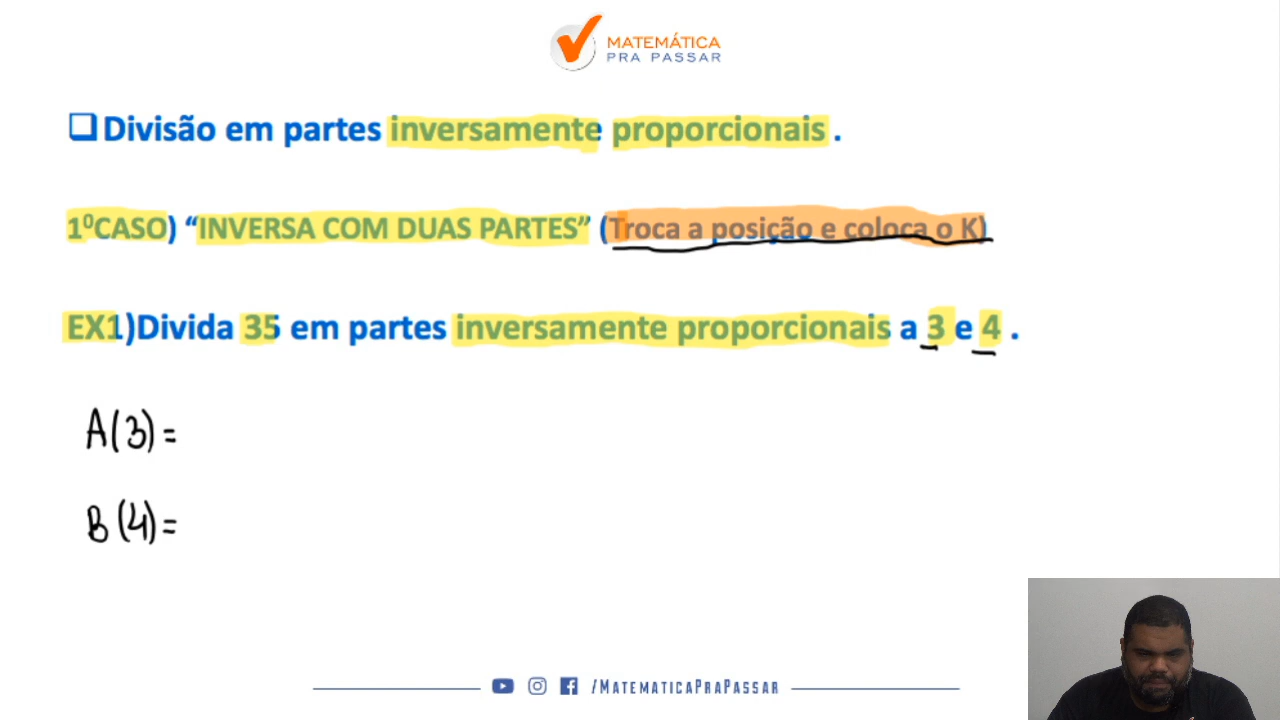 MATEMÁTICA
PRA PASSAR
Divisão em partes inversamente proporcionais .
1ºCASO) “INVERSA COM DUAS PARTES” (Troca a posição e coloca o K)
EX1)Divida 35 em partes inversamente proporcionais a 3 e 4 .
A(3)=
B(4)=
/MATEMATICAPRAPASSAR